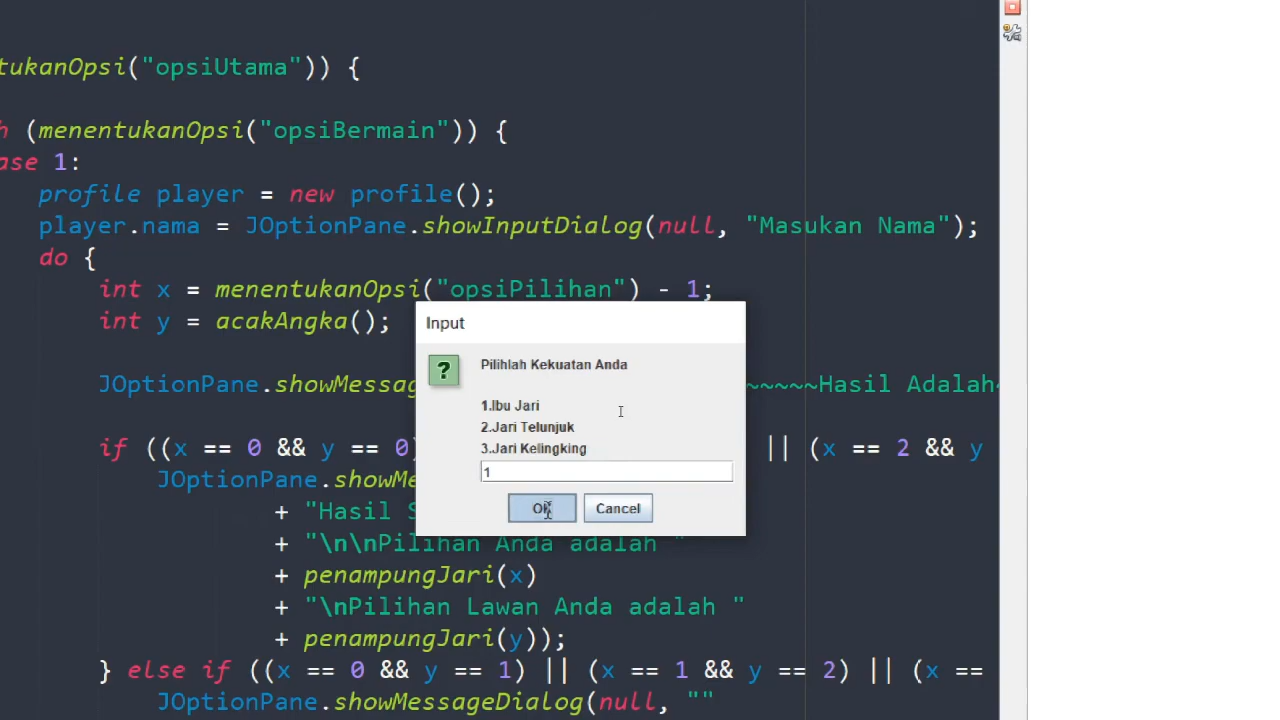 tukanOpsi("opsiUtama")) {
h (menentukanOpsi("opsiBermain")) {
ase 1:
profile player = new profile();
player.nama = JOptionPane.showInputDialog(null, "Masukan Nama");
do {
int x = menentukanOpsi("opsiPilihan") - 1;
int y = acakAngka();
Input
Pilihlah Kekuatan Anda
1.Ibu Jari
2.Jari Telunjuk
3.Jari Kelingking
1
OK
Cancel
JOptionPane.showMessag ~~~~~Hasil Adalah~
if ((x == 0 && y == 0) || (x == 2 && y
JOptionPane.showMe
+ "Hasil S
+ "\n\nPilihan Anda adalah "
+ penampungJari(x)
+ "\nPilihan Lawan Anda adalah "
+ penampungJari(y));
} else if ((x == 0 && y == 1) || (x == 1 && y == 2) || (x ==
JOptionPane.showMessageDialog(null, ""